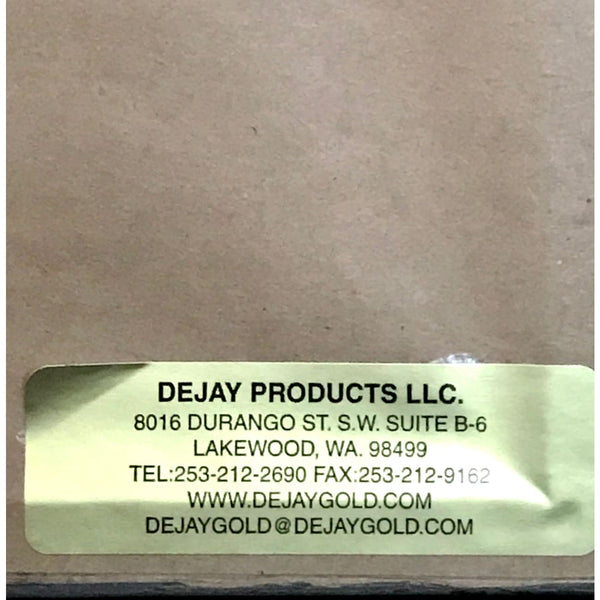 DEJAY PRODUCTS LLC.
8016 DURANGO ST. S.W. SUITE B-6
LAKEWOOD, WA. 98499
TEL:253-212-2690 FAX:253-212-9162
WWW.DEJAYGOLD.COM
DEJAYGOLD@DEJAYGOLD.COM